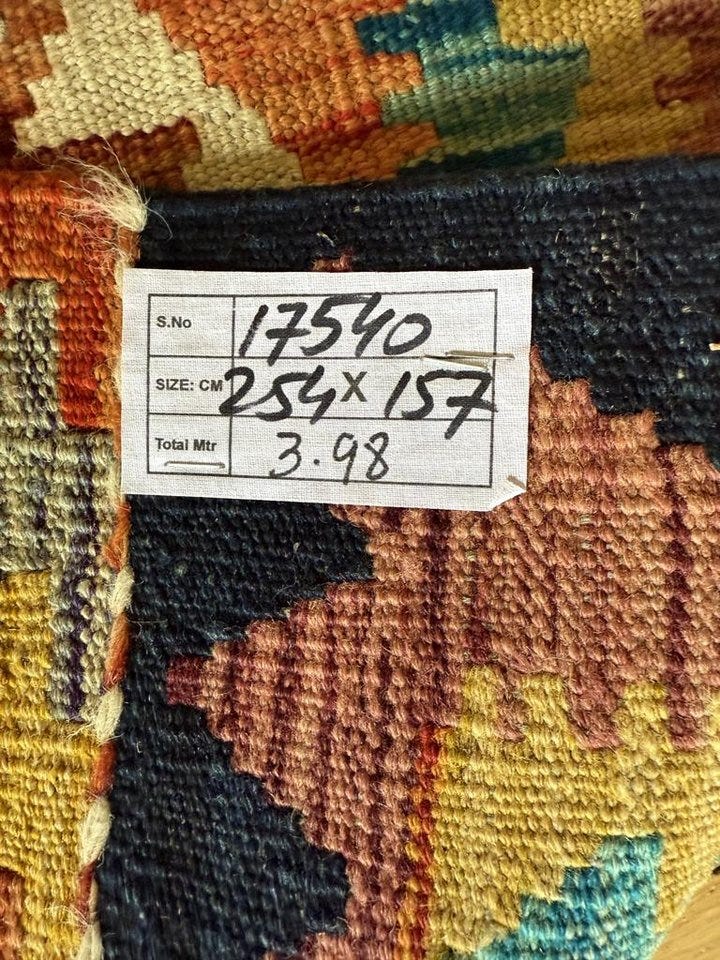 S.No 17540
SIZE: CM 254 X 157
Total Mtr 3.98